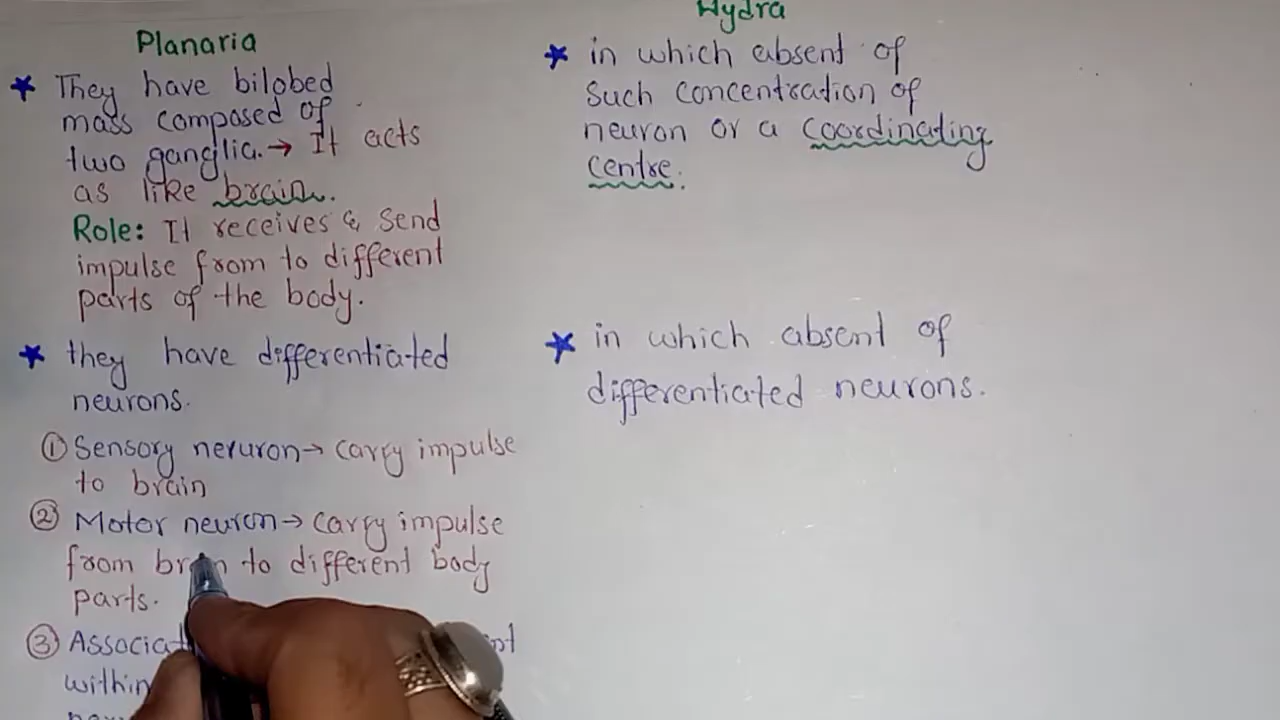 Planaria
★ They have bilobed
mass composed of
two ganglia.→ It acts
as like brain.
Role: It receives & send
impulse from to different
parts of the body.
★ they have differentiated
neurons.
① Sensory neruron→ carry impulse
to brain
② Motor neuron→ carry impulse
from to different body
parts.
③
within
Hydra
★ in which absent of
such concentration of
neuron or a coordinating
centre.
★ in which absent of
differentiated neurons.